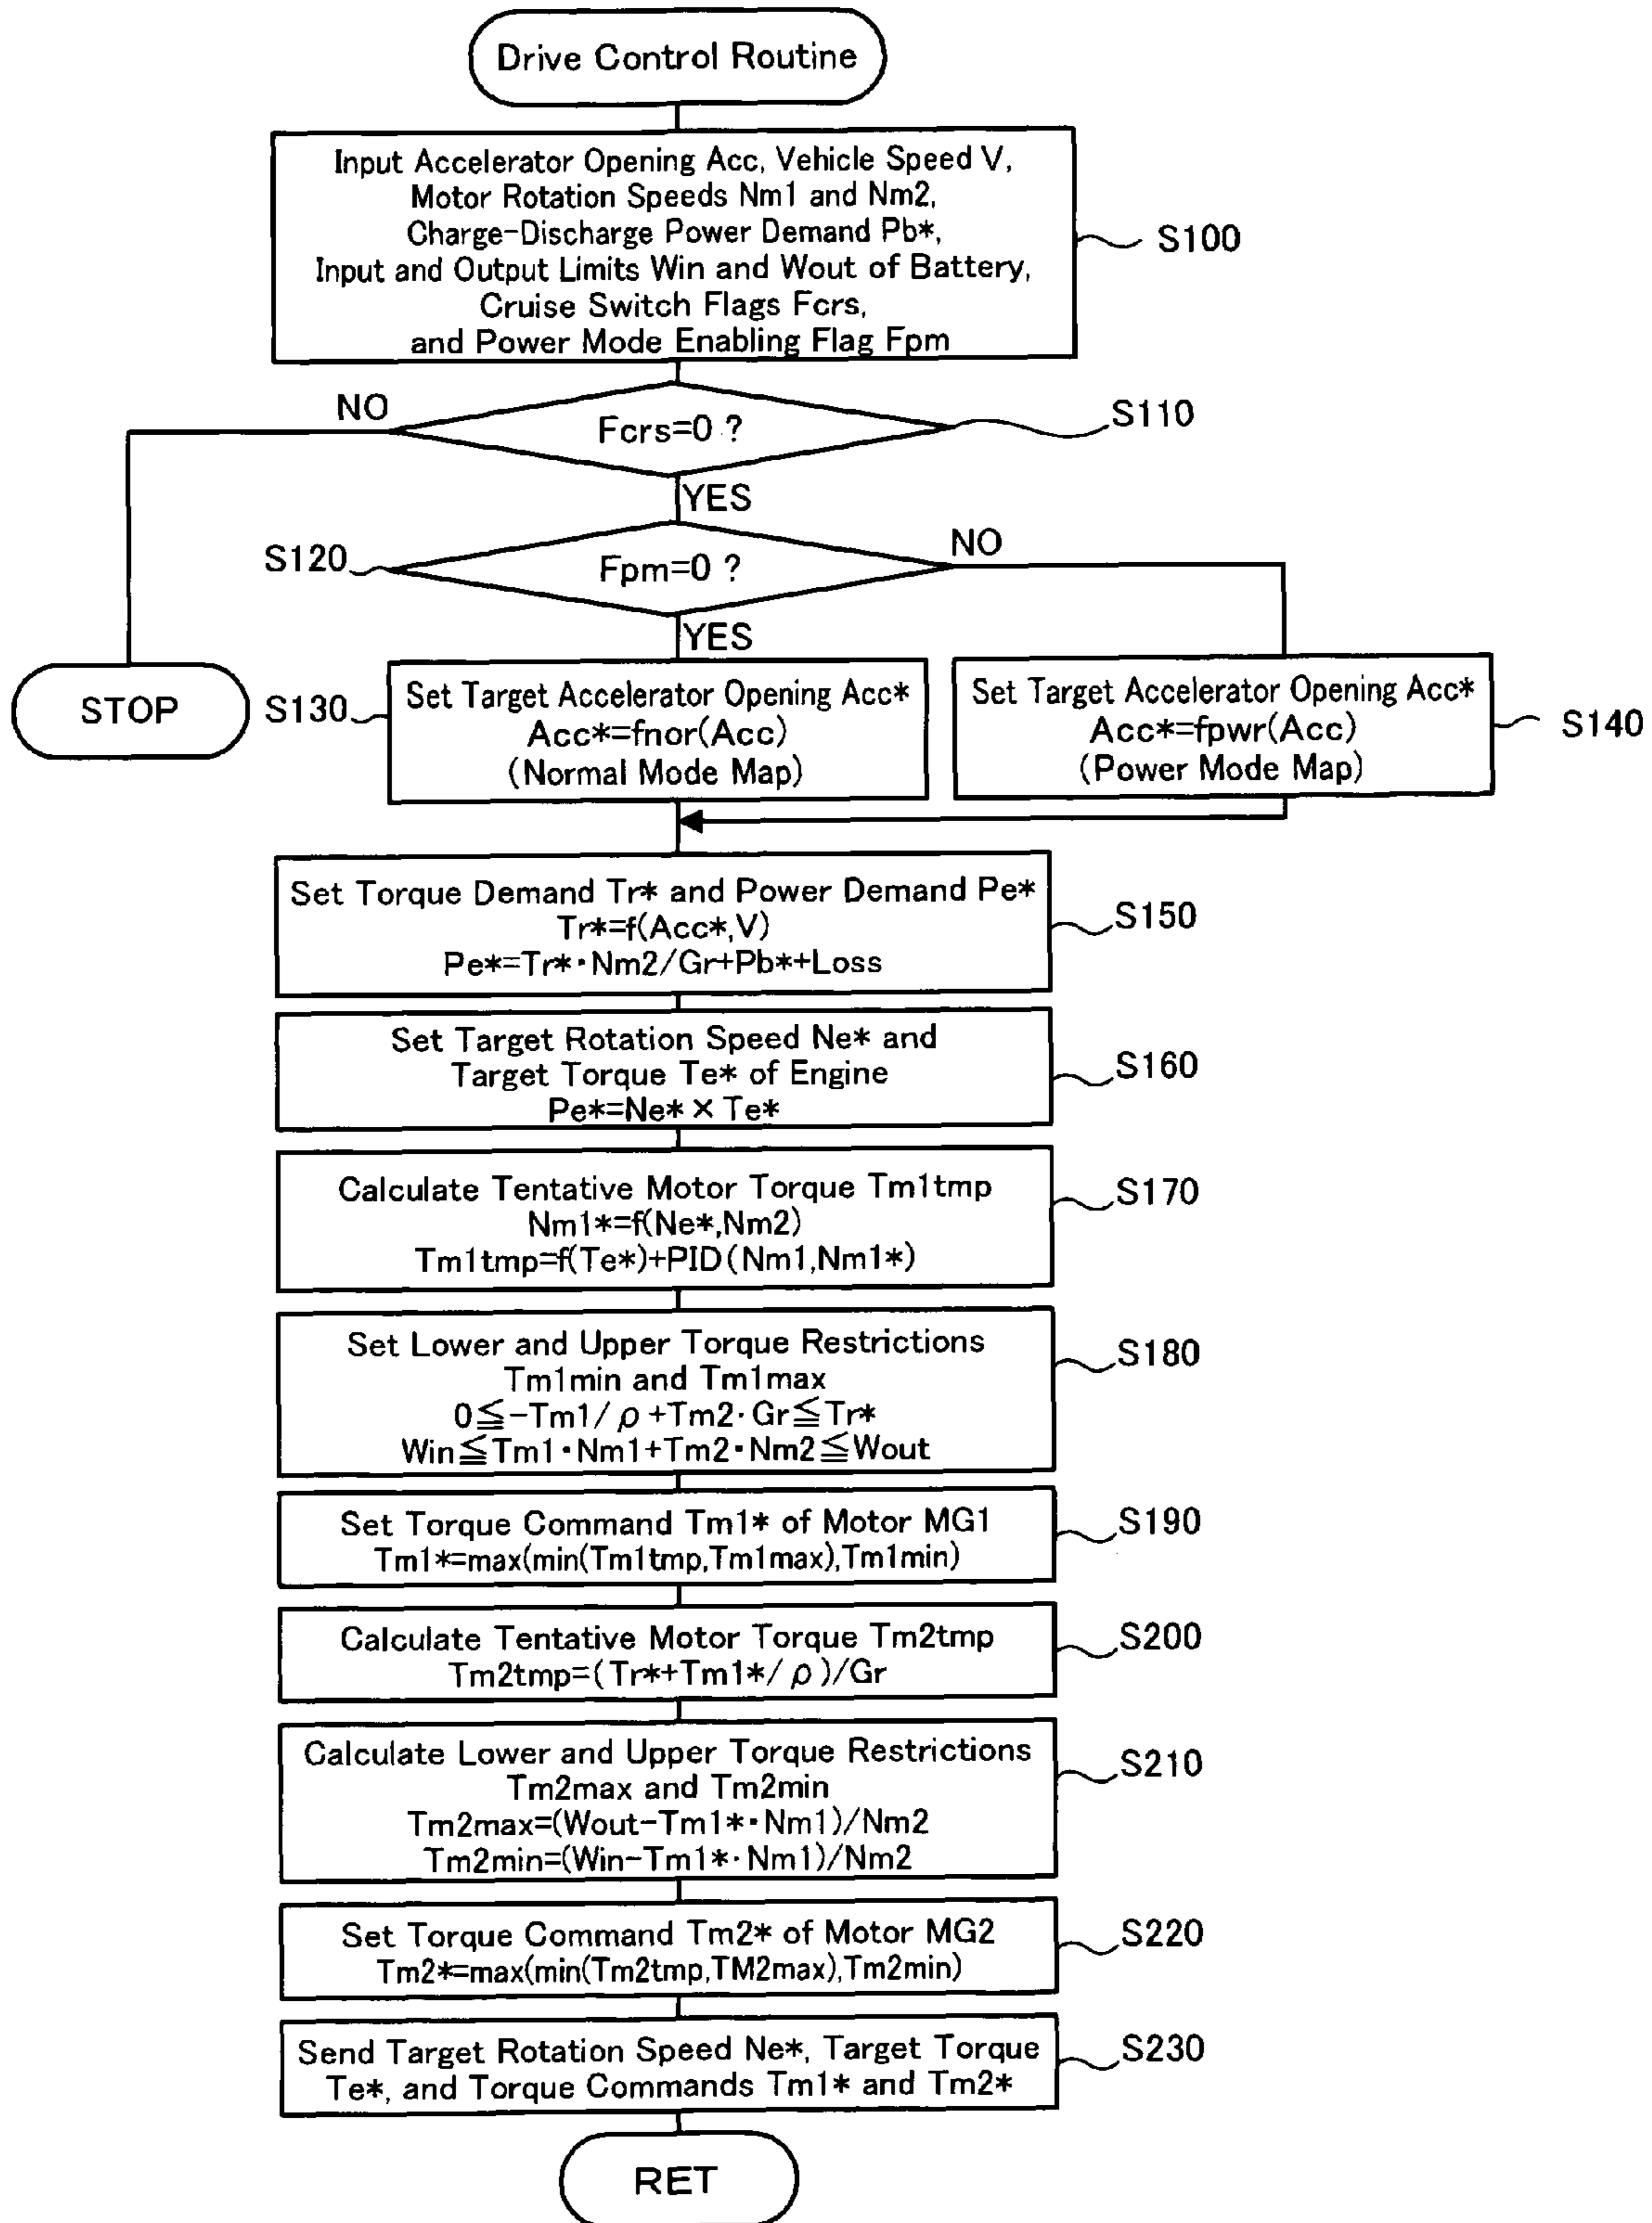 Drive Control Routine
Input Accelerator Opening Acc, Vehicle Speed V,
Motor Rotation Speeds Nm1 and Nm2,
Charge-Discharge Power Demand Pb*,
Input and Output Limits Win and Wout of Battery,
Cruise Switch Flags Fcrs,
and Power Mode Enabling Flag Fpm
S100
NO
Fcrs=0 ?
S110
YES
S120
Fpm=0 ?
NO
YES
STOP
S130
Set Target Accelerator Opening Acc*
Acc*=fnor(Acc)
(Normal Mode Map)
Set Target Accelerator Opening Acc*
Acc*=fpwr(Acc)
(Power Mode Map)
S140
Set Torque Demand Tr* and Power Demand Pe*
Tr*=f(Acc*,V)
Pe*=Tr*·Nm2/Gr+Pb*+Loss
S150
Set Target Rotation Speed Ne* and
Target Torque Te* of Engine
Pe*=Ne*×Te*
S160
Calculate Tentative Motor Torque Tm1tmp
Nm1*=f(Ne*,Nm2)
Tm1tmp=f(Te*)+PID(Nm1,Nm1*)
S170
Set Lower and Upper Torque Restrictions
Tm1min and Tm1max
0≦-Tm1/ρ+Tm2·Gr≦Tr*
Win≦Tm1·Nm1+Tm2·Nm2≦Wout
S180
Set Torque Command Tm1* of Motor MG1
Tm1*=max(min(Tm1tmp,Tm1max),Tm1min)
S190
Calculate Tentative Motor Torque Tm2tmp
Tm2tmp=(Tr*+Tm1*/ρ)/Gr
S200
Calculate Lower and Upper Torque Restrictions
Tm2max and Tm2min
Tm2max=(Wout-Tm1*·Nm1)/Nm2
Tm2min=(Win-Tm1*·Nm1)/Nm2
S210
Set Torque Command Tm2* of Motor MG2
Tm2*=max(min(Tm2tmp,TM2max),Tm2min)
S220
Send Target Rotation Speed Ne*, Target Torque
Te*, and Torque Commands Tm1* and Tm2*
S230
RET